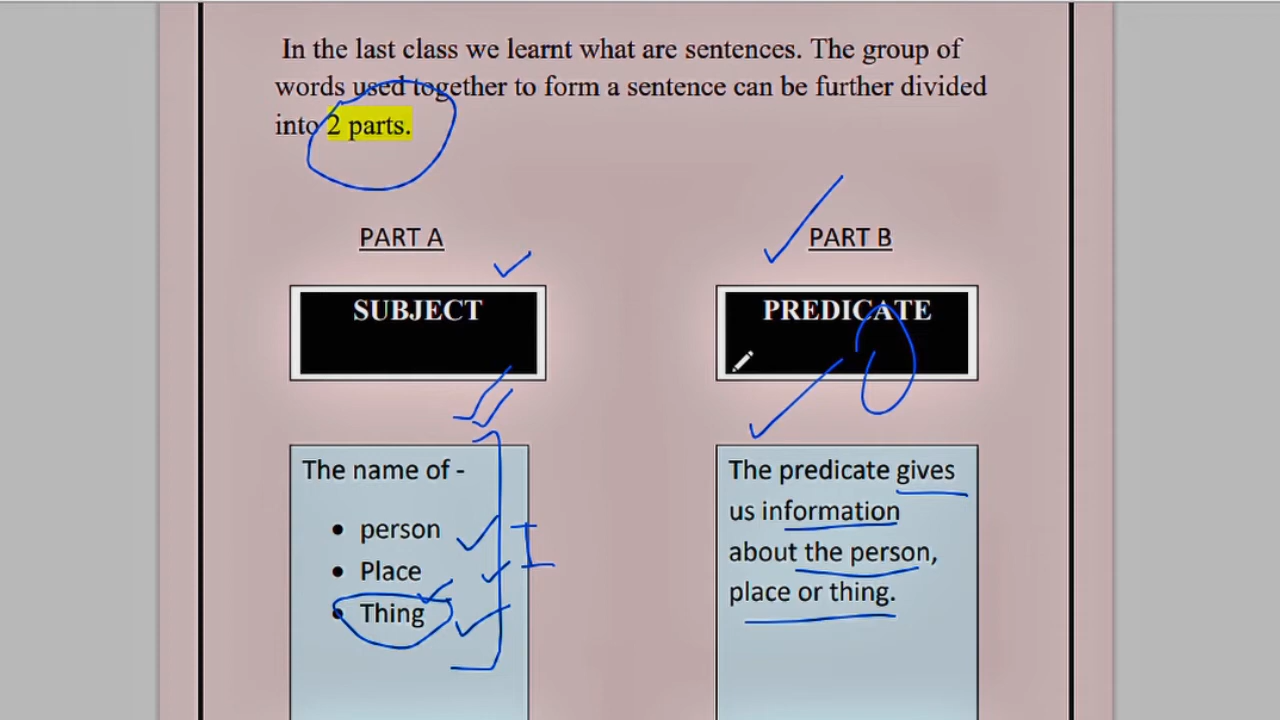 In the last class we learnt what are sentences. The group of
words used together to form a sentence can be further divided
into 2 parts.
PART A
PART B
SUBJECT
PREDICATE
The name of -
• person
• Place
• Thing
I
The predicate gives
us information
about the person,
place or thing.